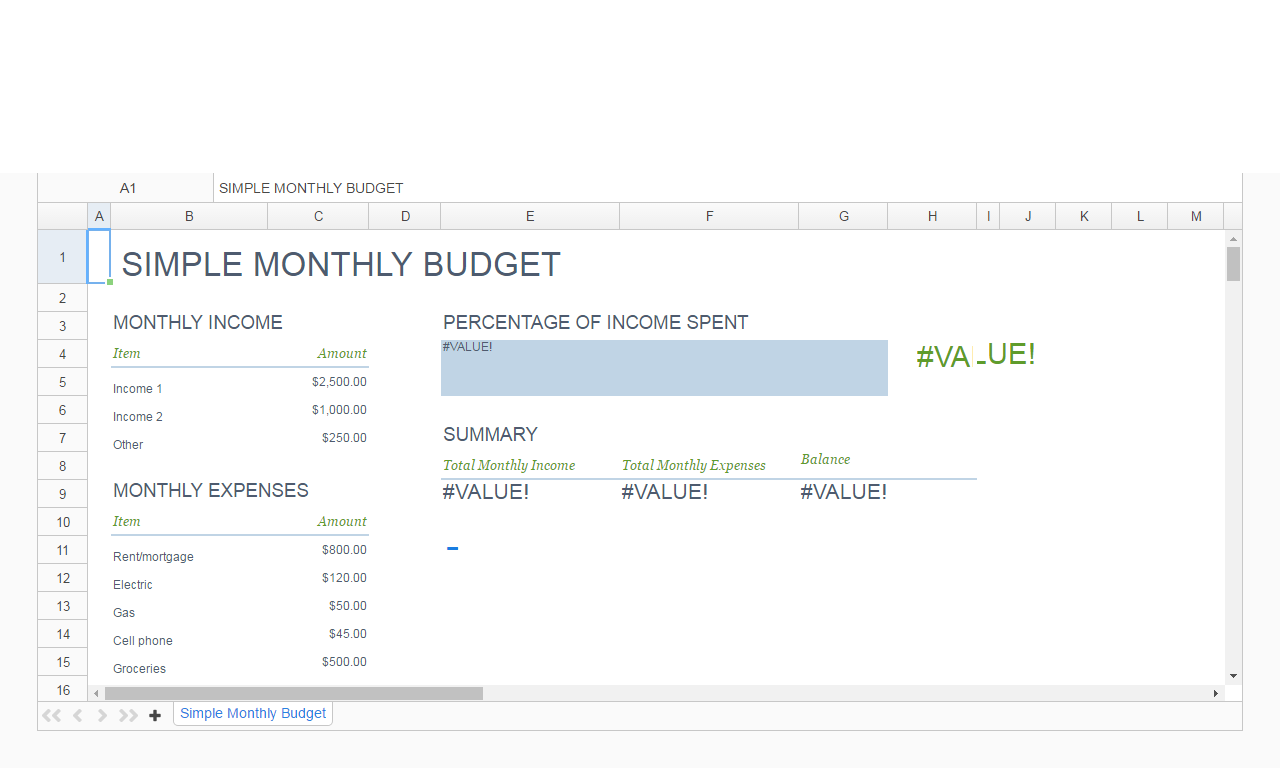 A1 SIMPLE MONTHLY BUDGET
A B C D E F G H I J K L M
1 SIMPLE MONTHLY BUDGET
2
3 MONTHLY INCOME PERCENTAGE OF INCOME SPENT
4 Item Amount #VALUE! #VALUE!
5 Income 1 $2,500.00
6 Income 2 $1,000.00
7 Other $250.00 SUMMARY
8 Total Monthly Income Total Monthly Expenses Balance
9 MONTHLY EXPENSES #VALUE! #VALUE! #VALUE!
10 Item Amount
11 Rent/mortgage $800.00
12 Electric $120.00
13 Gas $50.00
14 Cell phone $45.00
15 Groceries $500.00
16
Simple Monthly Budget